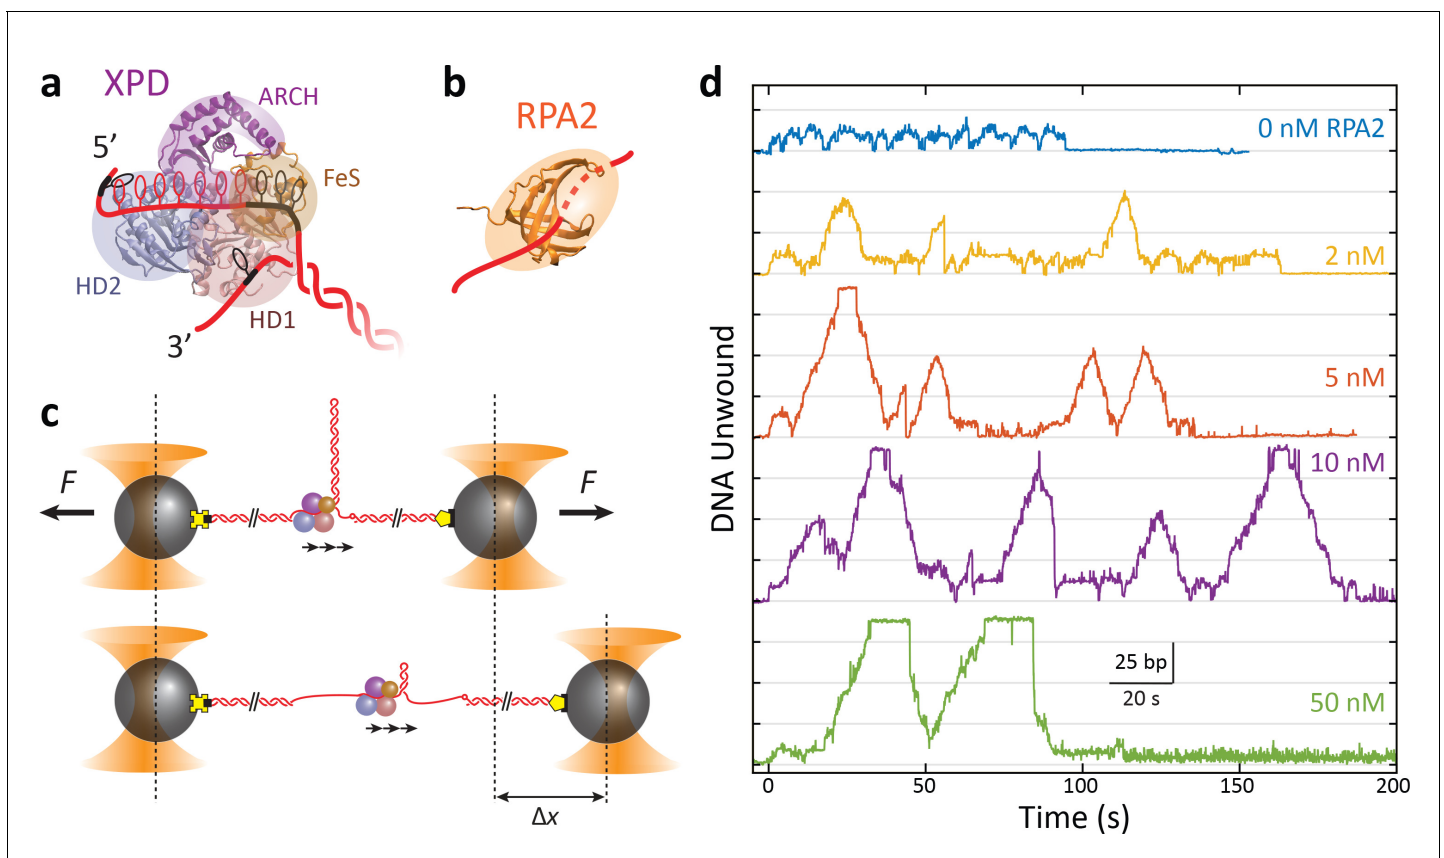 a
XPD
ARCH
5’
FeS
HD2
HD1
3’
b
RPA2
c
F
F
Δx
d
0 nM RPA2
2 nM
5 nM
10 nM
50 nM
25 bp
20 s
DNA Unwound
0 50 100 150 200
Time (s)